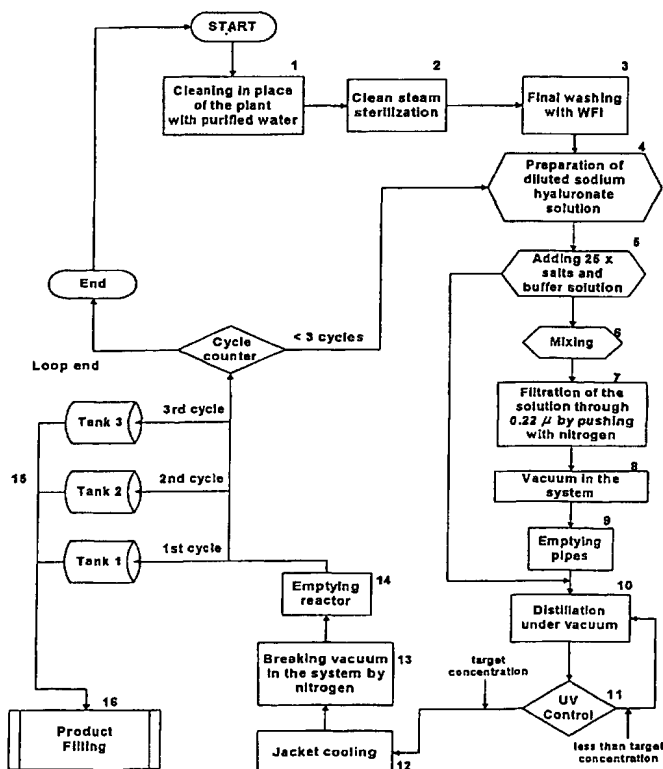 START
1
Cleaning in place
of the plant
with purified water
2
Clean steam
sterilization
3
Final washing
with WFI
4
Preparation of
diluted sodium
hyaluronate
solution
5
Adding 25 x
salts and
buffer solution
6
Mixing
7
Filtration of the
solution through
0.22 μ by pushing
with nitrogen
8
Vacuum in the
system
9
Emptying
pipes
10
Distillation
under vacuum
11
UV
Control
target
concentration
less than target
concentration
Jacket cooling
12
Breaking vacuum
in the system by
nitrogen
13
Emptying
reactor
14
1st cycle
2nd cycle
3rd cycle
Tank 1
Tank 2
Tank 3
15
Cycle
counter
< 3 cycles
Loop end
End
16
Product
Filling